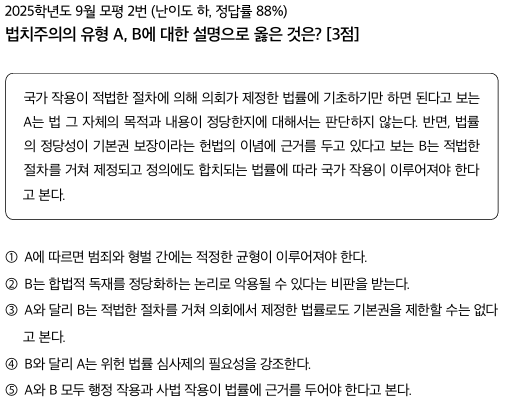 2025학년도 9월 모평 2번 (난이도 하, 정답률 88%)
법치주의의 유형 A, B에 대한 설명으로 옳은 것은? [3점]
국가 작용이 적법한 절차에 의해 의회가 제정한 법률에 기초하기만 하면 된다고 보는
A는 법 그 자체의 목적과 내용이 정당한지에 대해서는 판단하지 않는다. 반면, 법률
의 정당성이 기본권 보장이라는 헌법의 이념에 근거를 두고 있다고 보는 B는 적법한
절차를 거쳐 제정되고 정의에도 합치되는 법률에 따라 국가 작용이 이루어져야 한다
고 본다.
① A에 따르면 범죄와 형벌 간에는 적정한 균형이 이루어져야 한다.
② B는 합법적 독재를 정당화하는 논리로 악용될 수 있다는 비판을 받는다.
③ A와 달리 B는 적법한 절차를 거쳐 의회에서 제정한 법률로도 기본권을 제한할 수는 없다
고 본다.
④ B와 달리 A는 위헌 법률 심사제의 필요성을 강조한다.
⑤ A와 B 모두 행정 작용과 사법 작용이 법률에 근거를 두어야 한다고 본다.